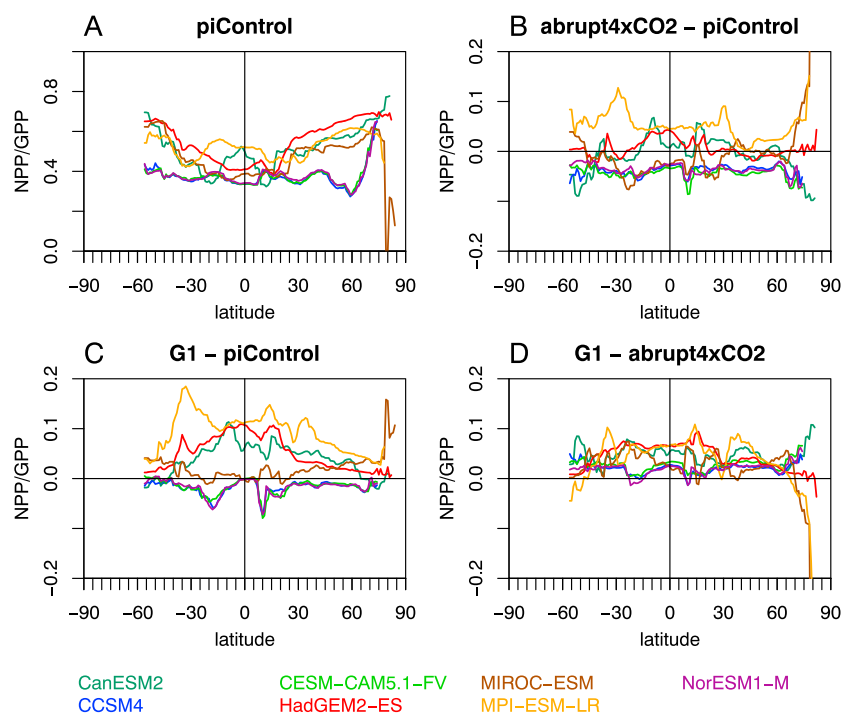 A piControl
NPP/GPP
0.0 0.4 0.8
−90 −60 −30 0 30 60 90
latitude
B abrupt4xCO2 − piControl
NPP/GPP
−0.2 0.0 0.1 0.2
−90 −60 −30 0 30 60 90
latitude
C G1 − piControl
NPP/GPP
−0.2 0.0 0.1 0.2
−90 −60 −30 0 30 60 90
latitude
D G1 − abrupt4xCO2
NPP/GPP
−0.2 0.0 0.1 0.2
−90 −60 −30 0 30 60 90
latitude
CanESM2 CESM−CAM5.1−FV MIROC−ESM NorESM1−M
CCSM4 HadGEM2−ES MPI−ESM−LR